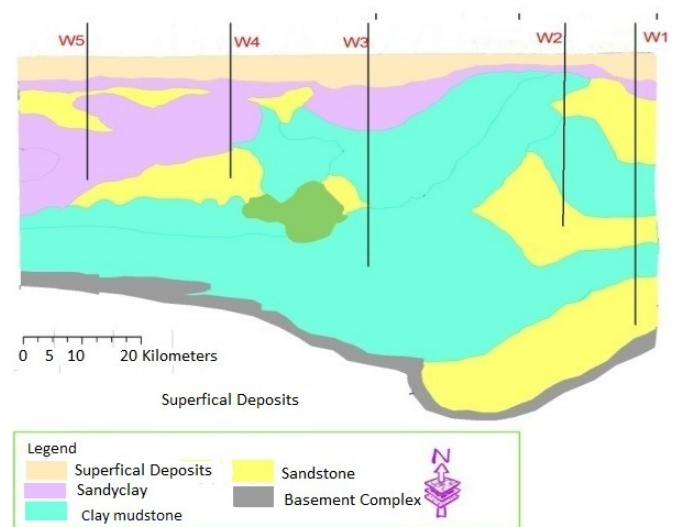 W5 W4 W3 W2 W1
0 5 10 20 Kilometers
Superfical Deposits
Legend
Superfical Deposits
Sandyclay
Clay mudstone
Sandstone
Basement Complex
N